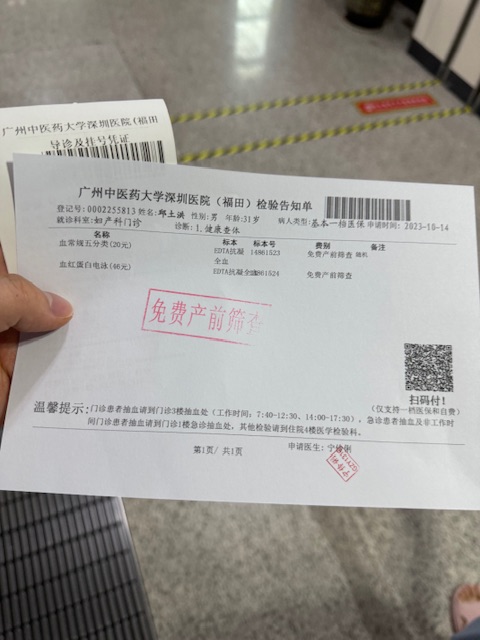 广州中医药大学深圳医院(福田
导诊及挂号凭证
广州中医药大学深圳医院（福田）检验告知单
登记号:0002255813 姓名:邱土洪 性别:男 年龄:31岁 病人类型:基本一档医保 申请时间:2023-10-14
就诊科室:妇产科门诊 诊断:1.健康查体
名称 标本 标本号 费别 备注
血常规五分类(20元) EDTA抗凝全血 14861523 免费产前筛查 随机
血红蛋白电泳(46元) EDTA抗凝全血 14861524 免费产前筛查
免费产前筛查
扫码付!
(仅支持一档医保和自费)
温馨提示:门诊患者抽血请到门诊3楼抽血处(工作时间:7:40-12:30、14:00-17:30)。急诊患者抽血及非工作时
间门诊患者抽血请到门诊1楼急诊抽血处,其他检验请到住院4楼医学检验科.
第1页/ 共1页 申请医生: